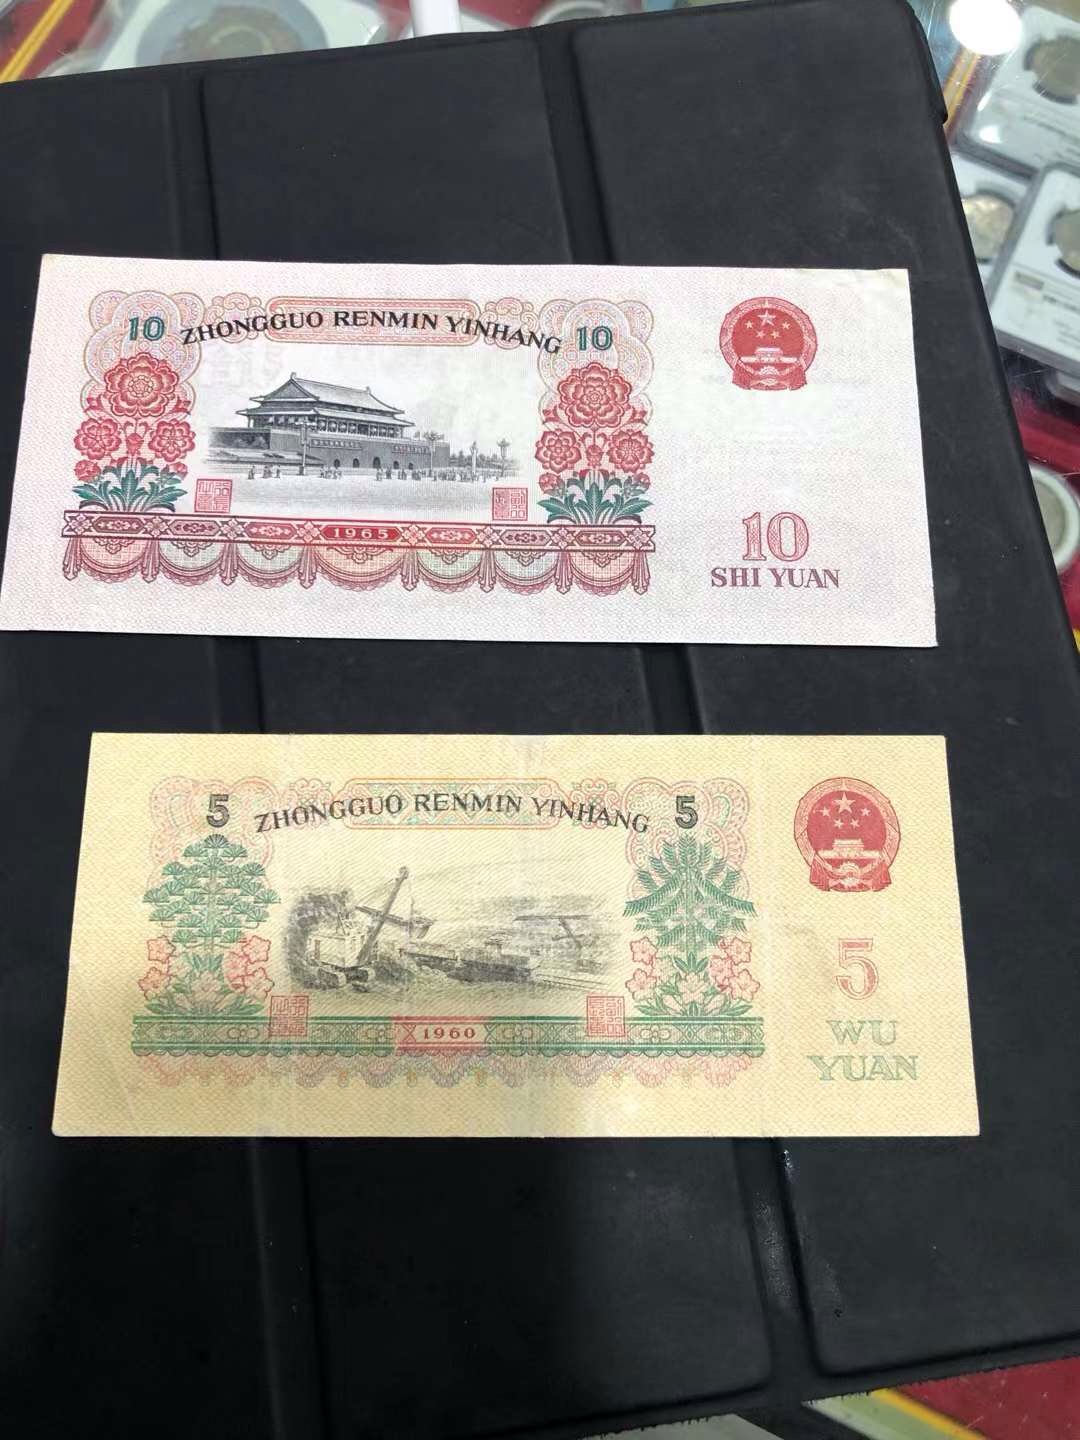 10 ZHONGGUO RENMIN YINHANG 10
1965
10
SHI YUAN
5 ZHONGGUO RENMIN YINHANG 5
1960
5
WU
YUAN